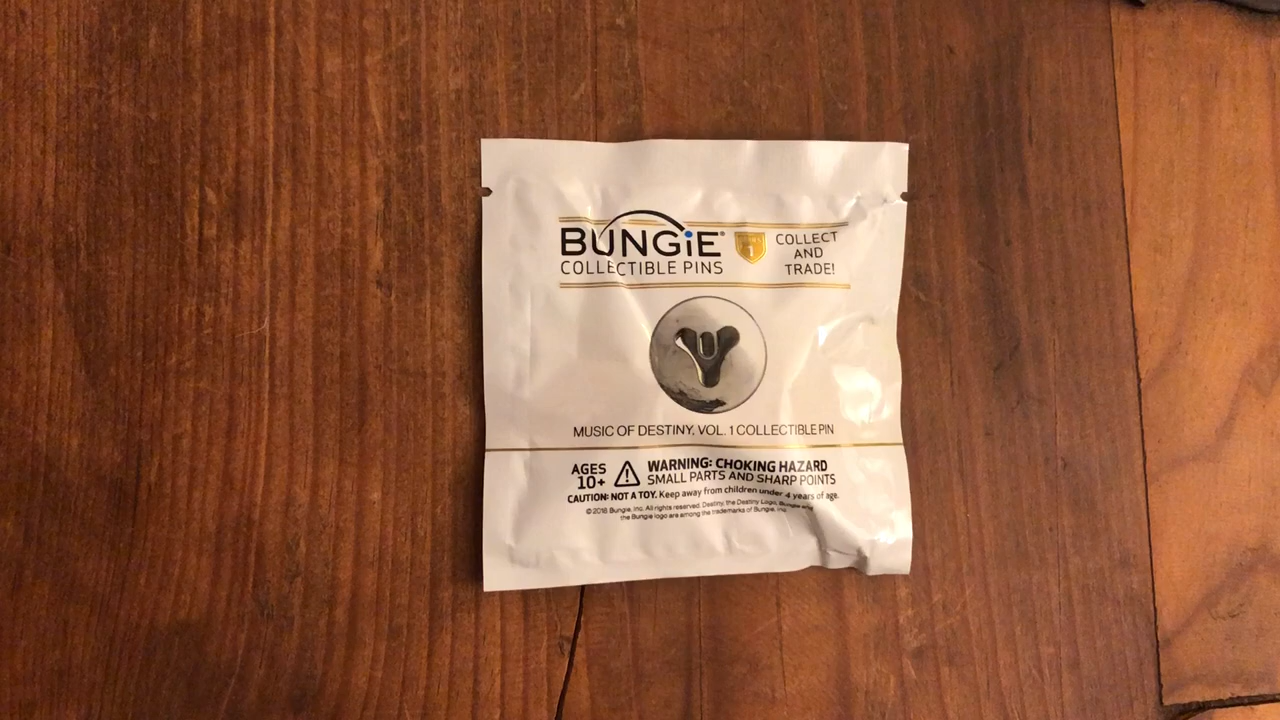 BUNGiE®
COLLECTIBLE PINS
1
COLLECT
AND
TRADE!
MUSIC OF DESTINY, VOL. 1 COLLECTIBLE PIN
AGES
10+
WARNING: CHOKING HAZARD
SMALL PARTS AND SHARP POINTS
CAUTION: NOT A TOY. Keep away from children under 4 years of age.
© 2018 Bungie, Inc. All rights reserved. Destiny, the Destiny Logo, Bungie and
the Bungie logo are among the trademarks of Bungie, Inc.